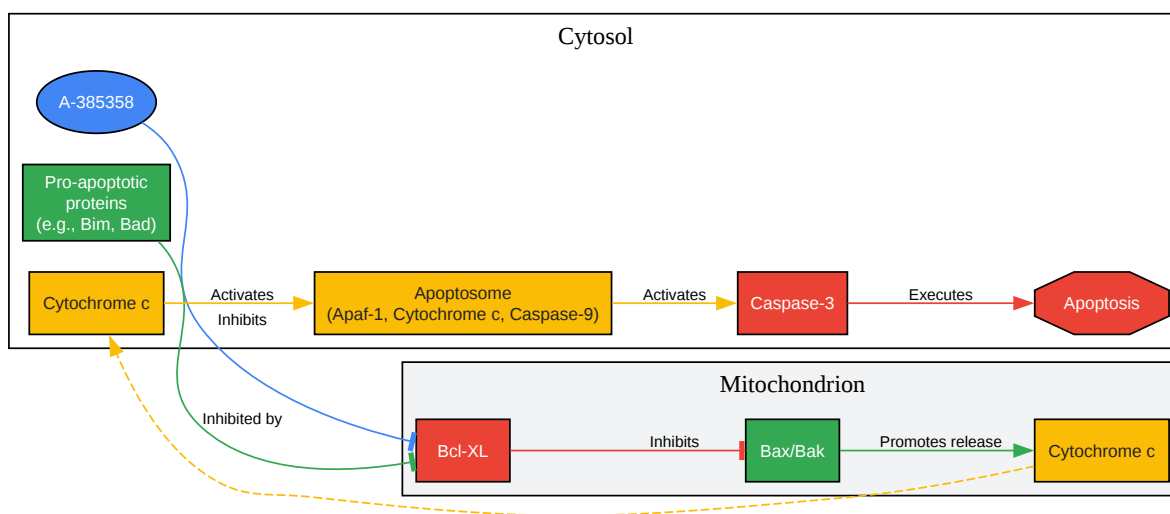 Cytosol
A-385358
Pro-apoptotic
proteins
(e.g., Bim, Bad)
Cytochrome c
Activates
Inhibits
Apoptosome
(Apaf-1, Cytochrome c, Caspase-9)
Activates
Caspase-3
Executes
Apoptosis
Mitochondrion
Inhibited by
Bcl-XL
Inhibits
Bax/Bak
Promotes release
Cytochrome c